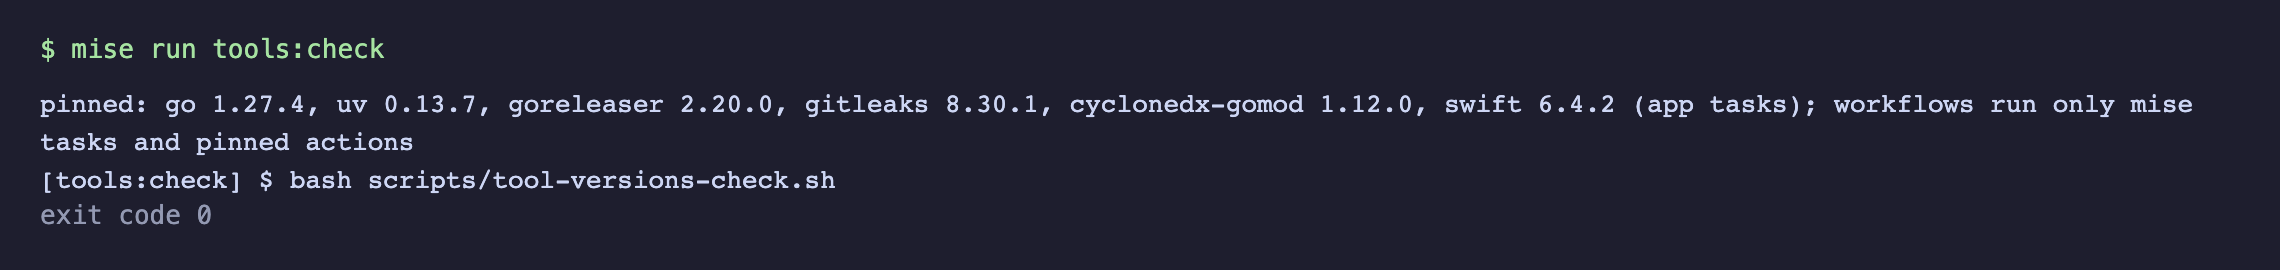 $ mise run tools:check
pinned: go 1.27.4, uv 0.13.7, goreleaser 2.20.0, gitleaks 8.30.1, cyclonedx-gomod 1.12.0, swift 6.4.2 (app tasks); workflows run only mise
tasks and pinned actions
[tools:check] $ bash scripts/tool-versions-check.sh
exit code 0